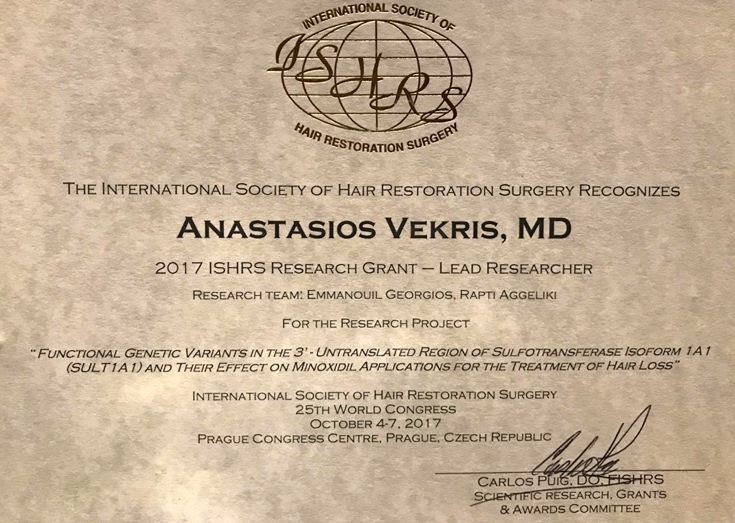 INTERNATIONAL SOCIETY OF
ISHRS
HAIR RESTORATION SURGERY
THE INTERNATIONAL SOCIETY OF HAIR RESTORATION SURGERY RECOGNIZES
ANASTASIOS VEKRIS, MD
2017 ISHRS RESEARCH GRANT – LEAD RESEARCHER
RESEARCH TEAM: EMMANOUIL GEORGIOS, RAPTI AGGELIKI
FOR THE RESEARCH PROJECT
"FUNCTIONAL GENETIC VARIANTS IN THE 3' - UNTRANSLATED REGION OF SULFOTRANSFERASE ISOFORM 1A1
(SULT1A1) AND THEIR EFFECT ON MINOXIDIL APPLICATIONS FOR THE TREATMENT OF HAIR LOSS"
INTERNATIONAL SOCIETY OF HAIR RESTORATION SURGERY
25TH WORLD CONGRESS
OCTOBER 4-7, 2017
PRAGUE CONGRESS CENTRE, PRAGUE, CZECH REPUBLIC
CARLOS PUIG, DO, FISHRS
SCIENTIFIC RESEARCH, GRANTS
& AWARDS COMMITTEE